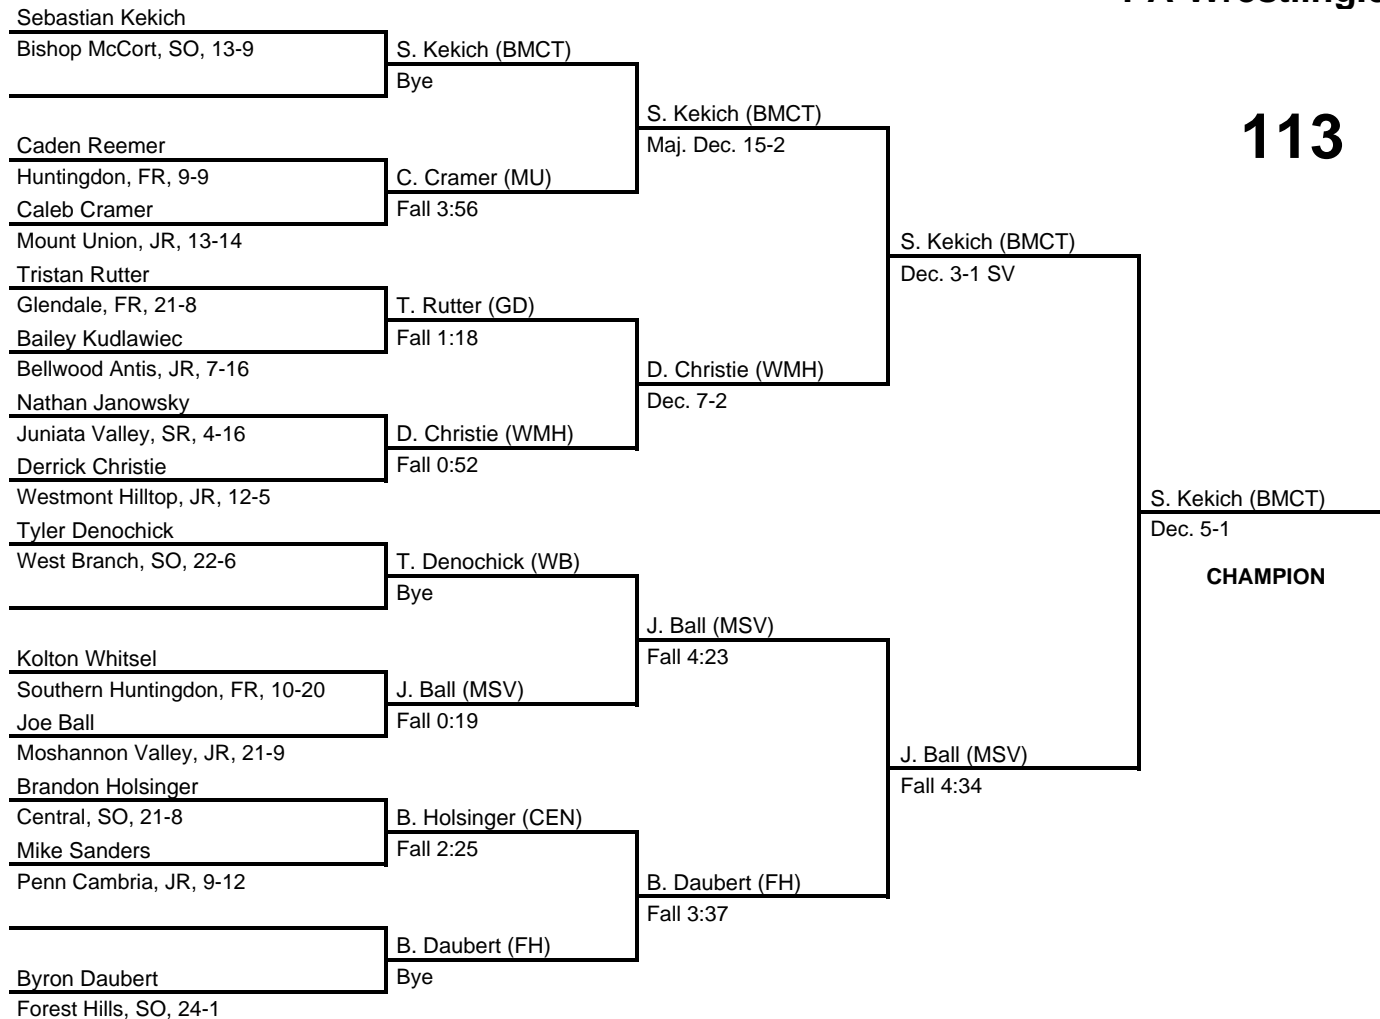 Sebastian Kekich
Bishop McCort, SO, 13-9
S. Kekich (BMCT)
Bye
S. Kekich (BMCT)
Maj. Dec. 15-2
113
Caden Reemer
Huntingdon, FR, 9-9
C. Cramer (MU)
Caleb Cramer
Fall 3:56
Mount Union, JR, 13-14
S. Kekich (BMCT)
Dec. 3-1 SV
Tristan Rutter
Glendale, FR, 21-8
T. Rutter (GD)
Bailey Kudlawiec
Fall 1:18
Bellwood Antis, JR, 7-16
D. Christie (WMH)
Dec. 7-2
Nathan Janowsky
Juniata Valley, SR, 4-16
D. Christie (WMH)
Derrick Christie
Fall 0:52
Westmont Hilltop, JR, 12-5
S. Kekich (BMCT)
Dec. 5-1
CHAMPION
Tyler Denochick
West Branch, SO, 22-6
T. Denochick (WB)
Bye
J. Ball (MSV)
Fall 4:23
Kolton Whitsel
Southern Huntingdon, FR, 10-20
J. Ball (MSV)
Joe Ball
Fall 0:19
Moshannon Valley, JR, 21-9
J. Ball (MSV)
Fall 4:34
Brandon Holsinger
Central, SO, 21-8
B. Holsinger (CEN)
Mike Sanders
Fall 2:25
Penn Cambria, JR, 9-12
B. Daubert (FH)
Fall 3:37
B. Daubert (FH)
Byron Daubert
Bye
Forest Hills, SO, 24-1